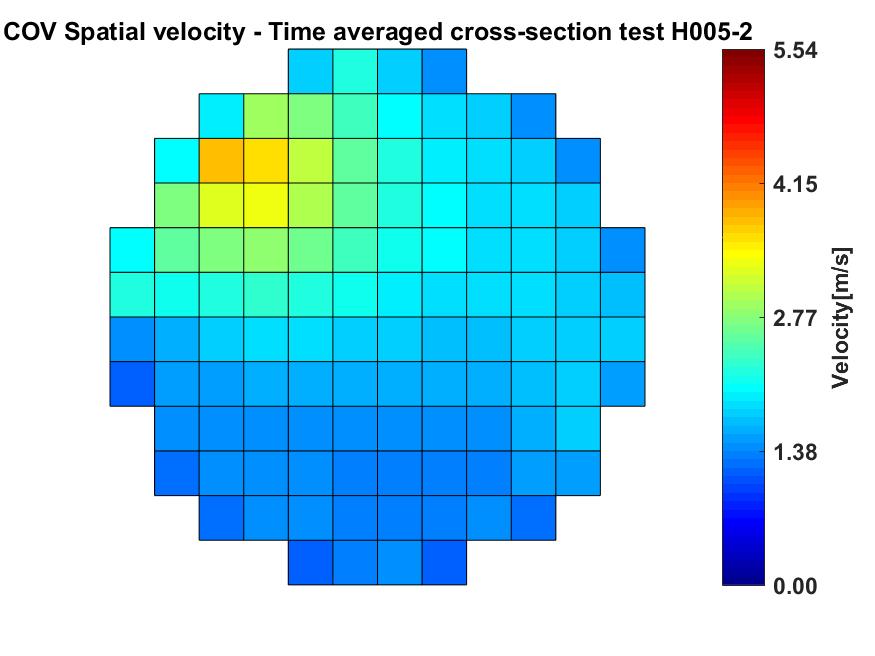 COV Spatial velocity - Time averaged cross-section test H005-2
5.54
4.15
2.77
1.38
0.00
Velocity[m/s]